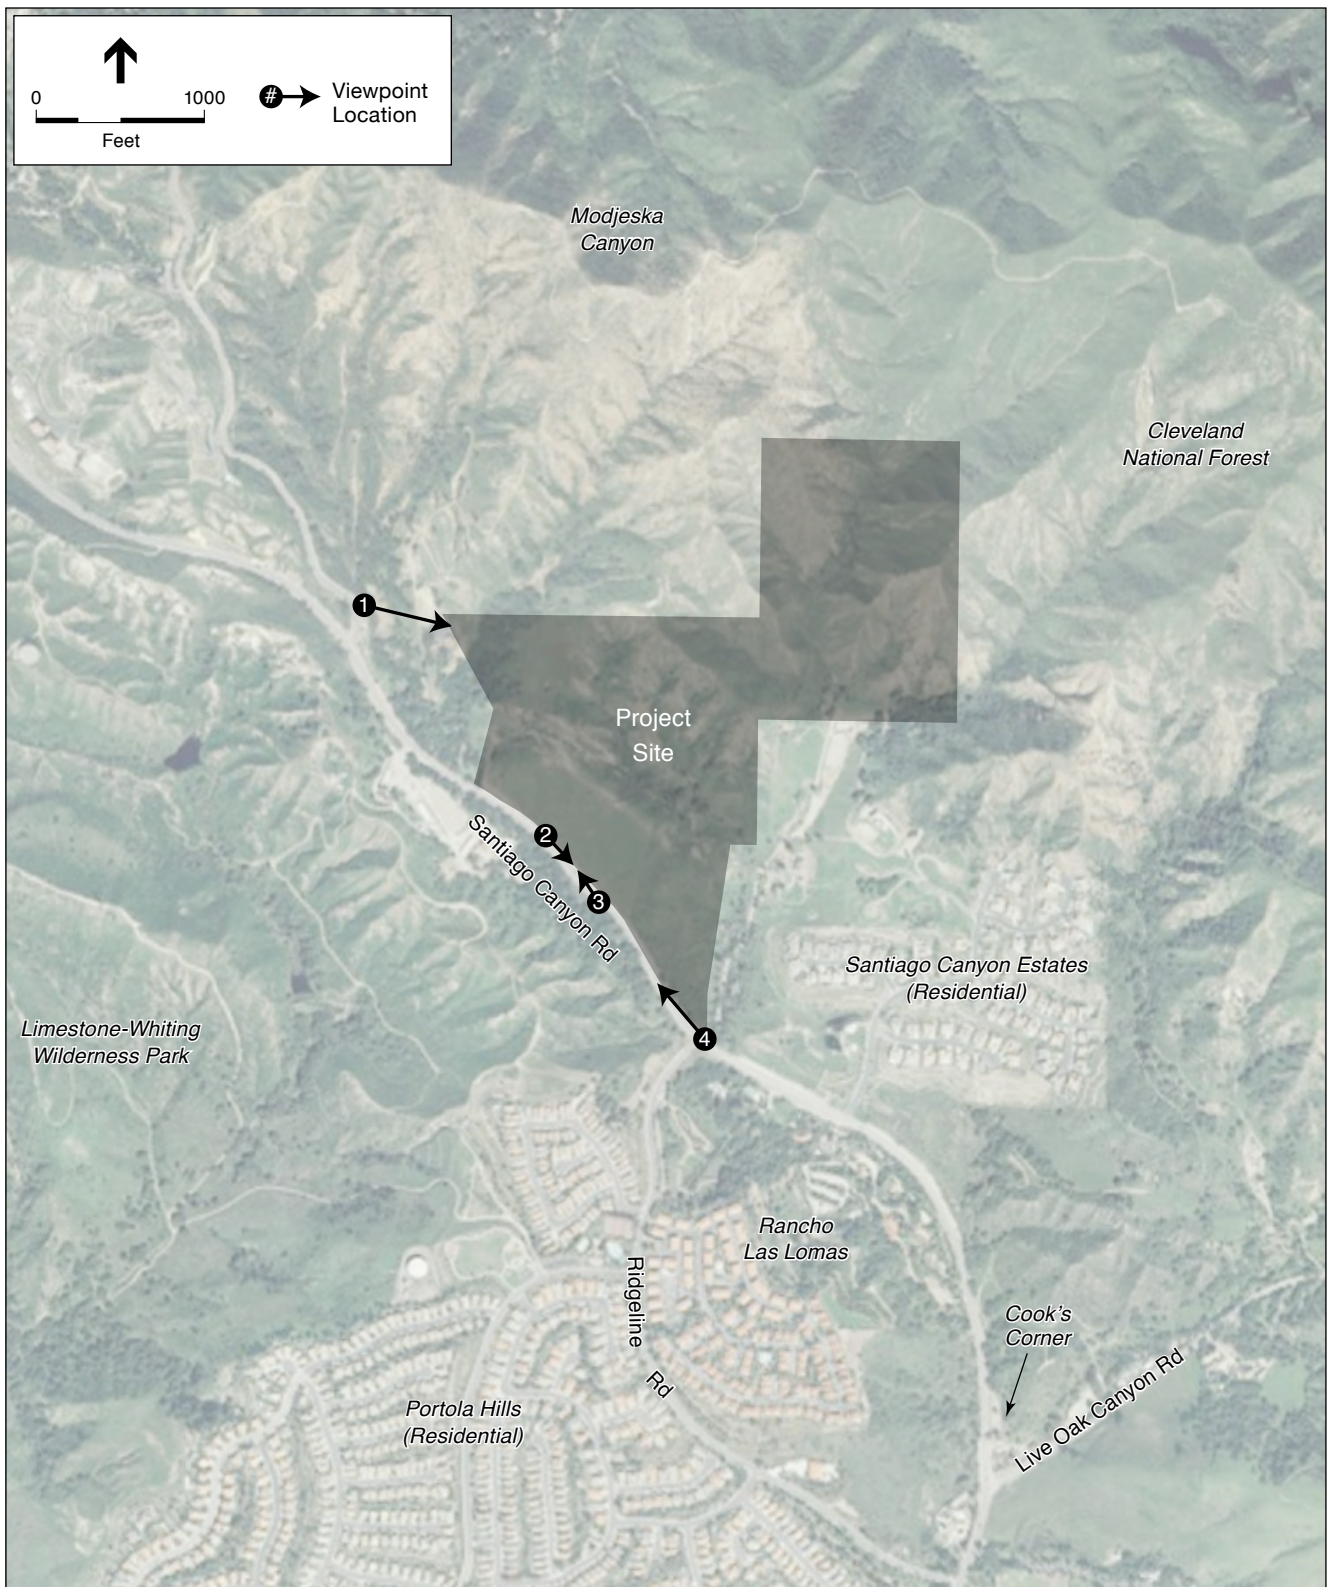 0 1000
Feet
#
Viewpoint
Location
Modjeska
Canyon
Cleveland
National Forest
1
Project
Site
2
Santiago Canyon Rd
3
Santiago Canyon Estates
(Residential)
Limestone-Whiting
Wilderness Park
4
Rancho
Las Lomas
Ridgeline
Rd
Cook's
Corner
Live Oak Canyon Rd
Portola Hills
(Residential)